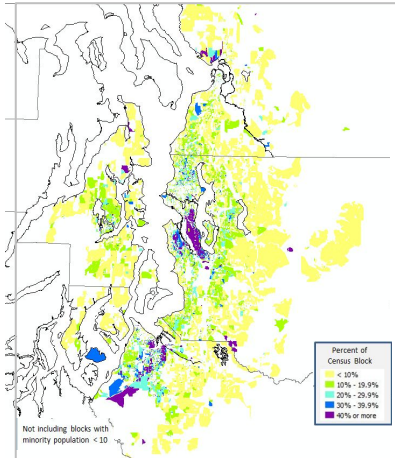 Percent of
Census Block
< 10%
10% - 19.9%
20% - 29.9%
30% - 39.9%
40% or more
Not including blocks with
minority population < 10